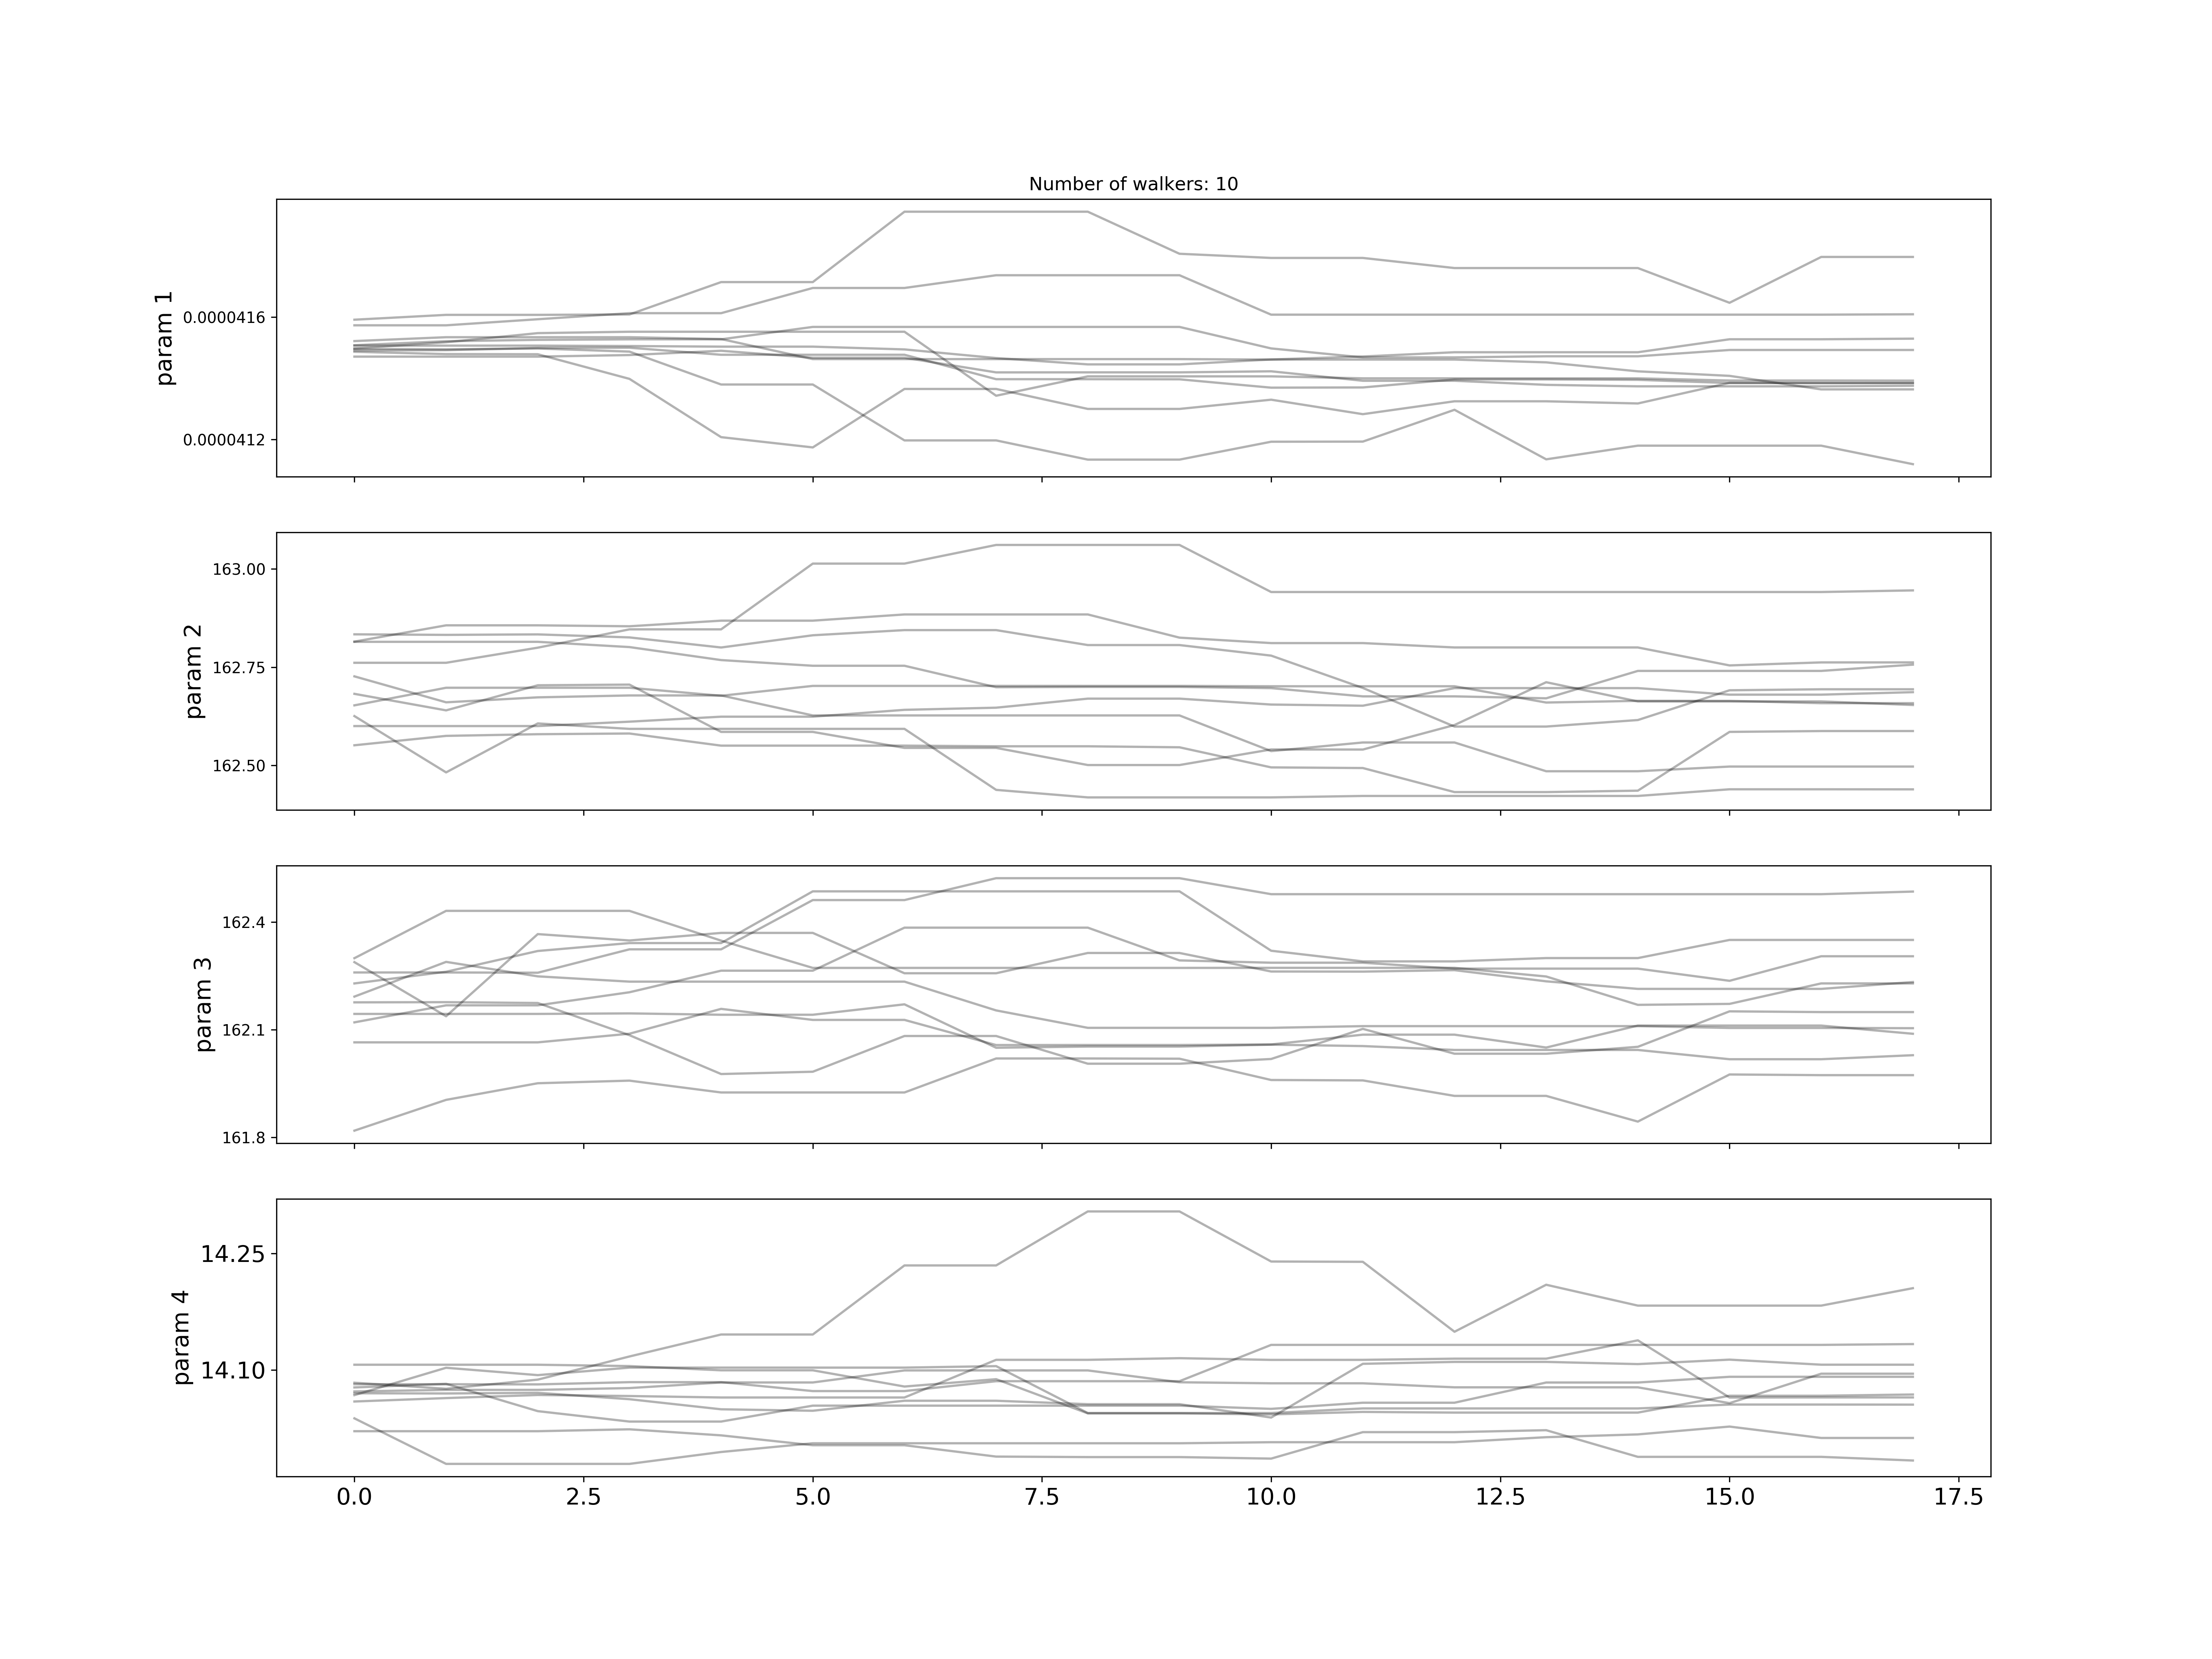 Number of walkers: 10
param 1
0.0000416
0.0000412
param 2
163.00
162.75
162.50
param 3
162.4
162.1
161.8
param 4
14.25
14.10
0.0 2.5 5.0 7.5 10.0 12.5 15.0 17.5